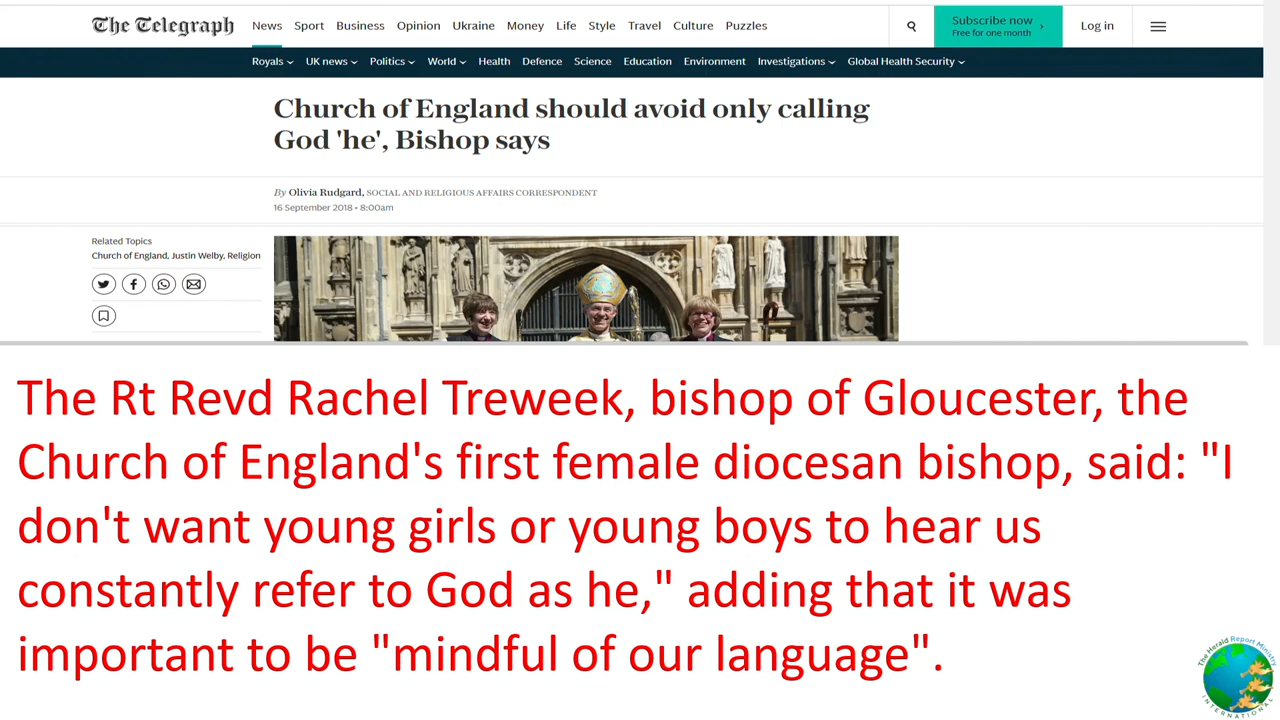 The Telegraph
News Sport Business Opinion Ukraine Money Life Style Travel Culture Puzzles
Subscribe now
Free for one month
Log in
Royals UK news Politics World Health Defence Science Education Environment Investigations Global Health Security
Church of England should avoid only calling
God 'he', Bishop says
By Olivia Rudgard, SOCIAL AND RELIGIOUS AFFAIRS CORRESPONDENT
16 September 2018 • 8:00am
Related Topics
Church of England, Justin Welby, Religion
The Rt Revd Rachel Treweek, bishop of Gloucester, the
Church of England's first female diocesan bishop, said: "I
don't want young girls or young boys to hear us
constantly refer to God as he," adding that it was
important to be "mindful of our language".
The Herald Report Ministry
INTERNATIONAL